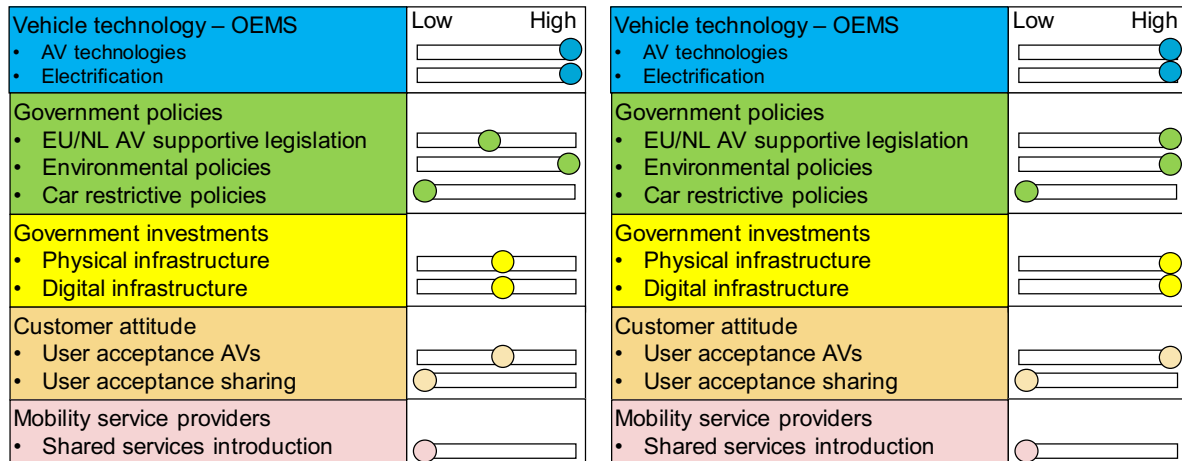 Vehicle technology – OEMS
• AV technologies
• Electrification
Low High
Government policies
• EU/NL AV supportive legislation
• Environmental policies
• Car restrictive policies
Government investments
• Physical infrastructure
• Digital infrastructure
Customer attitude
• User acceptance AVs
• User acceptance sharing
Mobility service providers
• Shared services introduction
Vehicle technology – OEMS
• AV technologies
• Electrification
Low High
Government policies
• EU/NL AV supportive legislation
• Environmental policies
• Car restrictive policies
Government investments
• Physical infrastructure
• Digital infrastructure
Customer attitude
• User acceptance AVs
• User acceptance sharing
Mobility service providers
• Shared services introduction